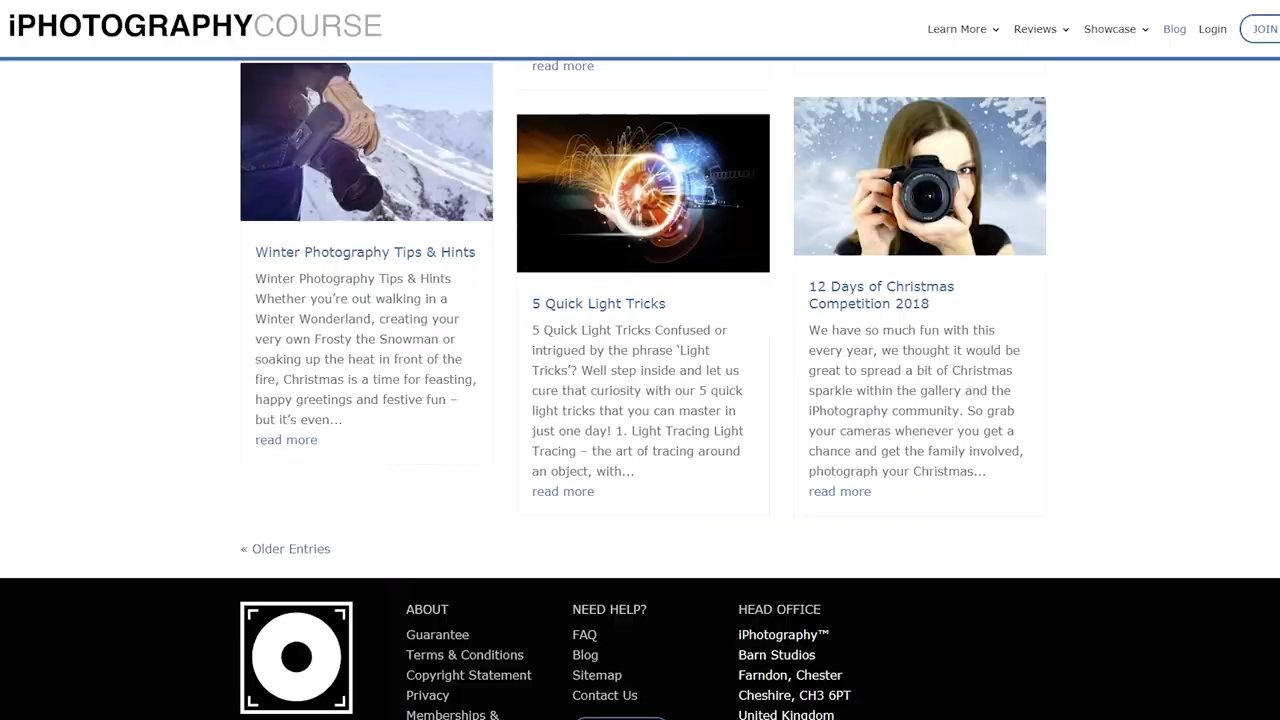 iPHOTOGRAPHYCOURSE
Learn More
Reviews
Showcase
Blog
Login
JOIN
Winter Photography Tips & Hints
Winter Photography Tips & Hints
Whether you’re out walking in a
Winter Wonderland, creating your
very own Frosty the Snowman or
soaking up the heat in front of the
fire, Christmas is a time for feasting,
happy greetings and festive fun –
but it’s even...
read more
read more
5 Quick Light Tricks
5 Quick Light Tricks Confused or
intrigued by the phrase ‘Light
Tricks’? Well step inside and let us
cure that curiosity with our 5 quick
light tricks that you can master in
just one day! 1. Light Tracing Light
Tracing – the art of tracing around
an object, with...
read more
12 Days of Christmas
Competition 2018
We have so much fun with this
every year, we thought it would be
great to spread a bit of Christmas
sparkle within the gallery and the
iPhotography community. So grab
your cameras whenever you get a
chance and get the family involved,
photograph your Christmas...
read more
« Older Entries
ABOUT
Guarantee
Terms & Conditions
Copyright Statement
Privacy
Memberships &
NEED HELP?
FAQ
Blog
Sitemap
Contact Us
HEAD OFFICE
iPhotography™
Barn Studios
Farndon, Chester
Cheshire, CH3 6PT
United Kingdom